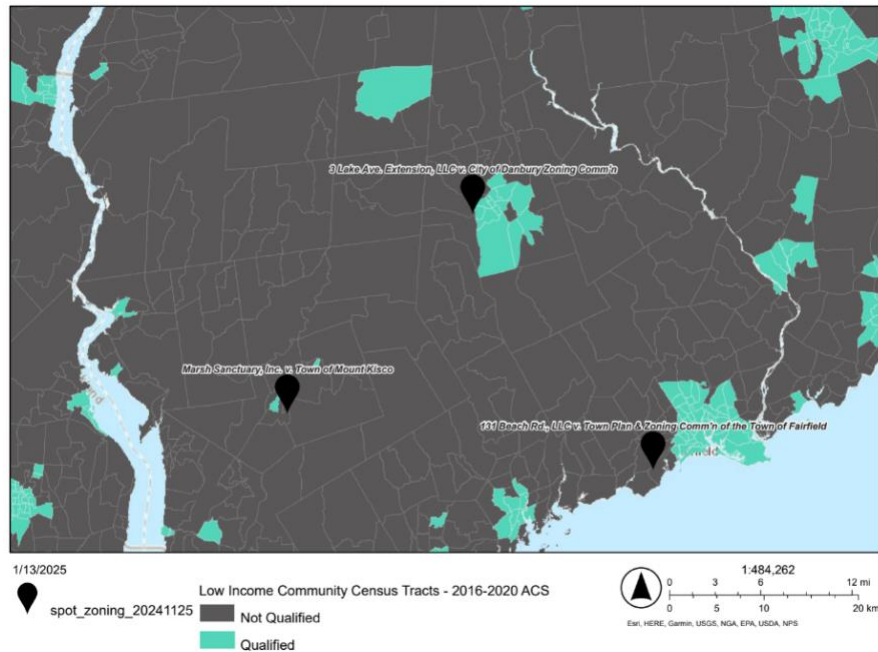 3 Lake Ave. Extension, LLC v. City of Danbury Zoning Comm'n
Marsh Sanctuary, Inc. v. Town of Mount Kisco
131 Beach Rd., LLC v. Town Plan & Zoning Comm'n of the Town of Fairfield
1/13/2025
spot_zoning_20241125
Low Income Community Census Tracts - 2016-2020 ACS
Not Qualified
Qualified
1:484,262
0 3 6 12 mi
0 5 10 20 km
Esri, HERE, Garmin, USGS, NGA, EPA, USDA, NPS